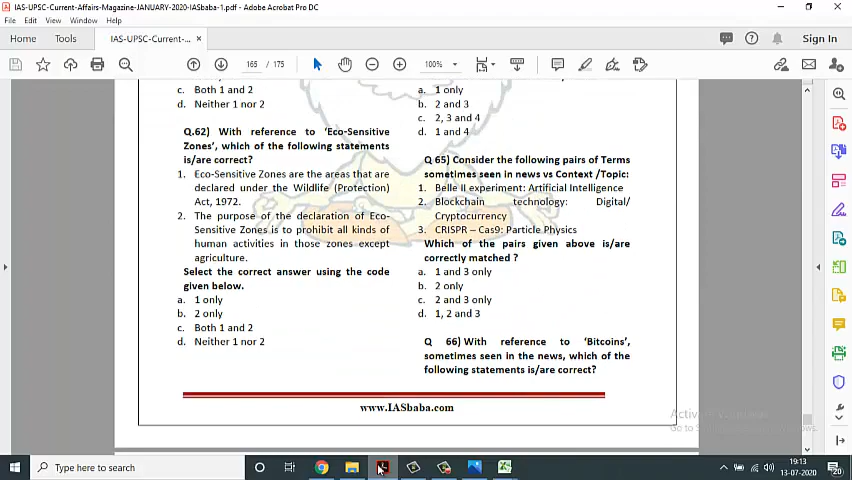 IAS-UPSC-Current-Affairs-Magazine-JANUARY-2020-IASbaba-1.pdf - Adobe Acrobat Pro DC
File Edit View Window Help
Home Tools IAS-UPSC-Current-... × Sign In
165 / 175 100%
c. Both 1 and 2
d. Neither 1 nor 2
Q.62) With reference to 'Eco-Sensitive
Zones', which of the following statements
is/are correct?
1. Eco-Sensitive Zones are the areas that are
declared under the Wildlife (Protection)
Act, 1972.
2. The purpose of the declaration of Eco-
Sensitive Zones is to prohibit all kinds of
human activities in those zones except
agriculture.
Select the correct answer using the code
given below.
a. 1 only
b. 2 only
c. Both 1 and 2
d. Neither 1 nor 2
a. 1 only
b. 2 and 3
c. 2, 3 and 4
d. 1 and 4
Q 65) Consider the following pairs of Terms
sometimes seen in news vs Context /Topic:
1. Belle II experiment: Artificial Intelligence
2. Blockchain technology: Digital/
Cryptocurrency
3. CRISPR – Cas9: Particle Physics
Which of the pairs given above is/are
correctly matched ?
a. 1 and 3 only
b. 2 only
c. 2 and 3 only
d. 1, 2 and 3
Q 66) With reference to 'Bitcoins',
sometimes seen in the news, which of the
following statements is/are correct?
www.IASbaba.com
Type here to search
19:13
13-07-2020
20